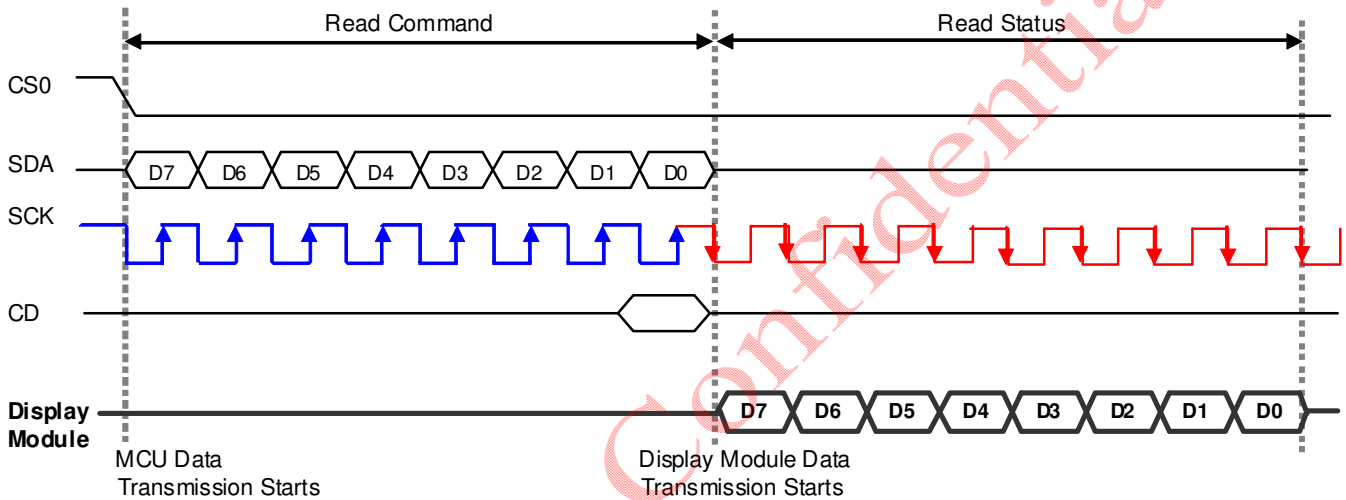 Read Command
Read Status
CS0
SDA
D7 D6 D5 D4 D3 D2 D1 D0
SCK
CD
Display
Module
D7 D6 D5 D4 D3 D2 D1 D0
MCU Data
Transmission Starts
Display Module Data
Transmission Starts
Confidentia